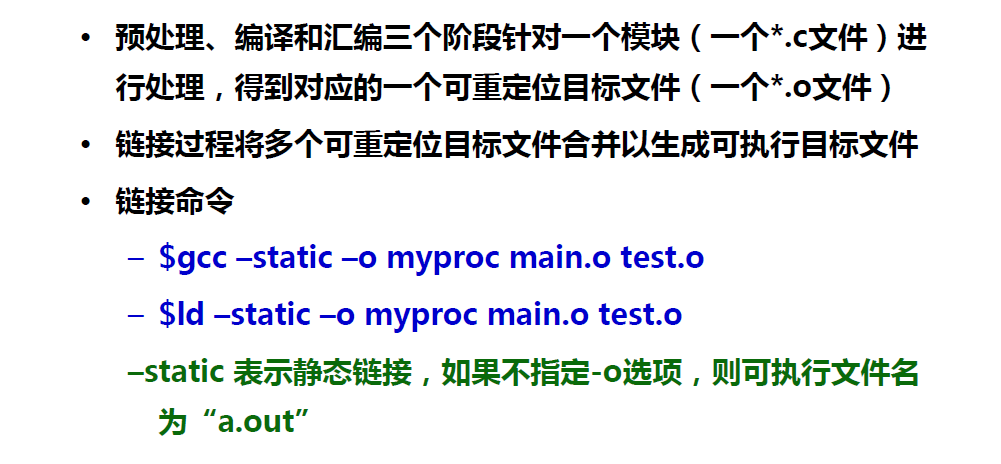 • 预处理、编译和汇编三个阶段针对一个模块（一个*.c文件）进
行处理，得到对应的一个可重定位目标文件（一个*.o文件）
• 链接过程将多个可重定位目标文件合并以生成可执行目标文件
• 链接命令
– $gcc –static –o myproc main.o test.o
– $ld –static –o myproc main.o test.o
–static 表示静态链接，如果不指定-o选项，则可执行文件名
为“a.out”